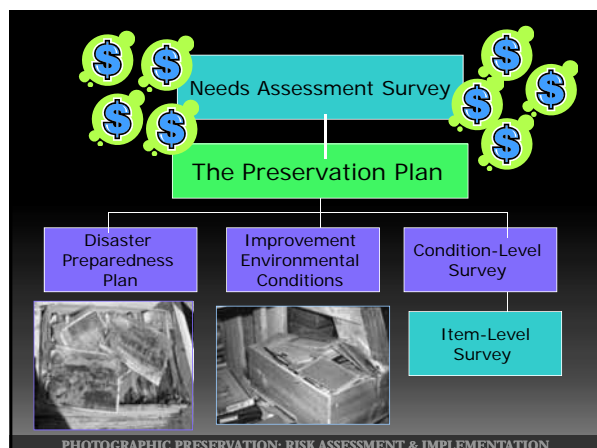 $ $ $ $
$ $ $ $
Needs Assessment Survey
The Preservation Plan
Disaster
Preparedness
Plan
Improvement
Environmental
Conditions
Condition-Level
Survey
Item-Level
Survey
PHOTOGRAPHIC PRESERVATION: RISK ASSESSMENT & IMPLEMENTATION